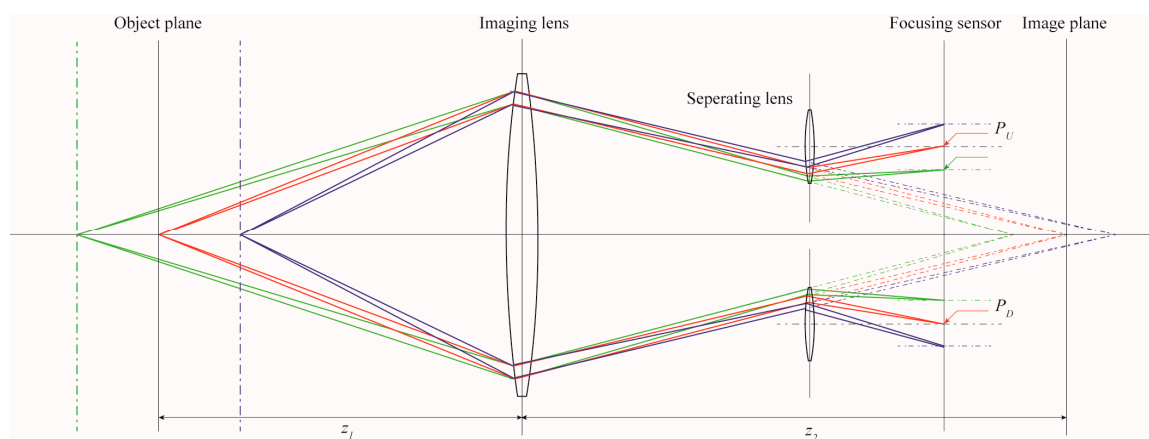 Object plane
Imaging lens
Focusing sensor
Image plane
Seperating lens
P_U
P_D
z_1
z_2